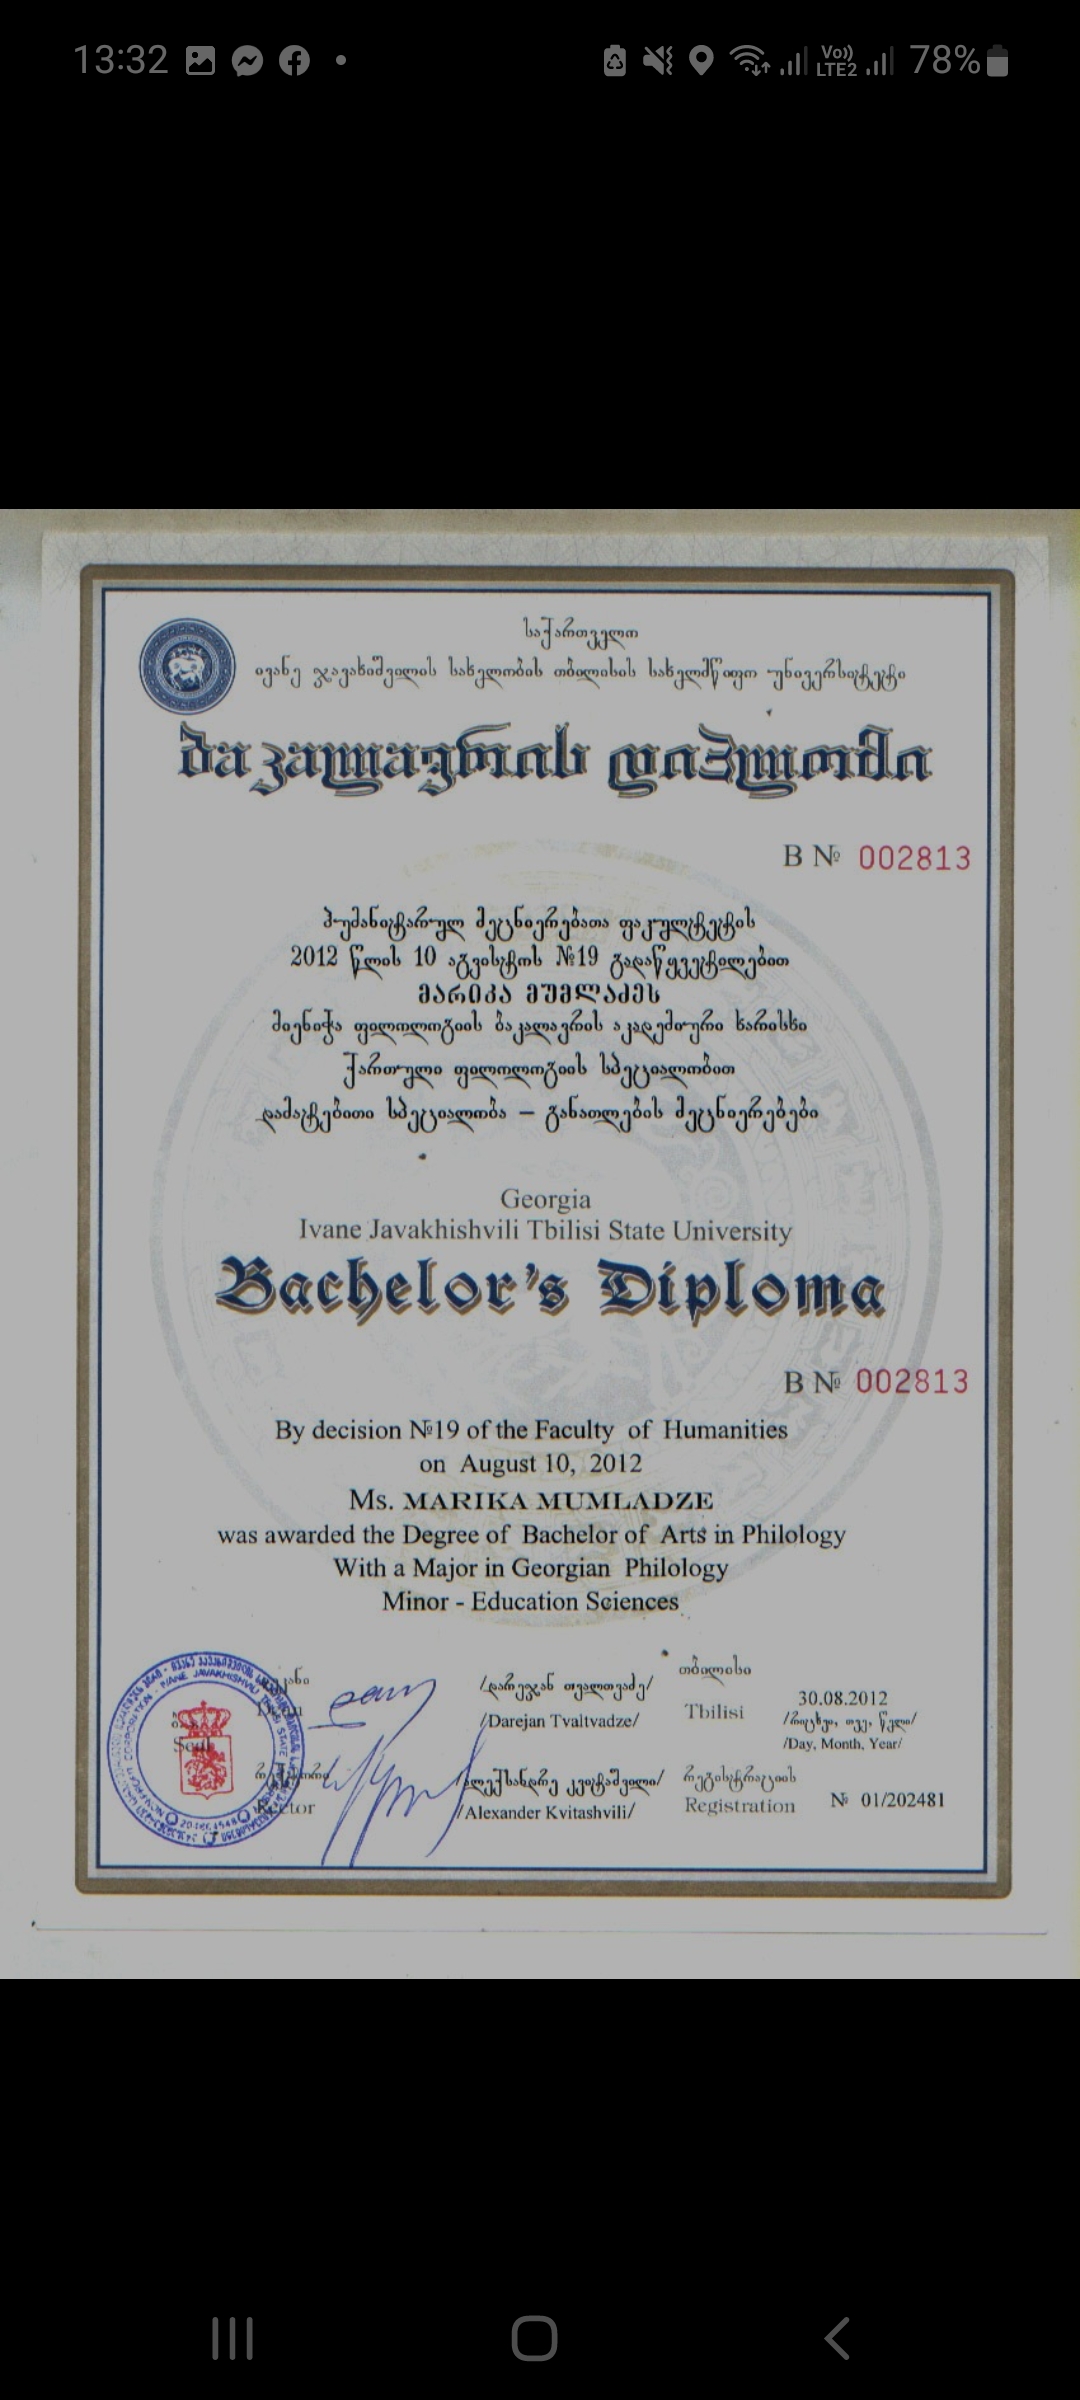 13:32
Vo)) LTE2 78%
საქართველო
ივანე ჯავახიშვილის სახელობის თბილისის სახელმწიფო უნივერსიტეტი
ბაკალავრის დიპლომი
B № 002813
ჰუმანიტარულ მეცნიერებათა ფაკულტეტის
2012 წლის 10 აგვისტოს №19 გადაწყვეტილებით
მარიკა მუმლაძეს
მიენიჭა ფილოლოგიის ბაკალავრის აკადემიური ხარისხი
ქართული ფილოლოგიის სპეციალობით
დამატებითი სპეციალობა – განათლების მეცნიერებები
Georgia
Ivane Javakhishvili Tbilisi State University
Bachelor's Diploma
B № 002813
By decision №19 of the Faculty of Humanities
on August 10, 2012
Ms. MARIKA MUMLADZE
was awarded the Degree of Bachelor of Arts in Philology
With a Major in Georgian Philology
Minor - Education Sciences
დეკანი /დარეჯან თვალთვაძე/ თბილისი 30.08.2012
Dean /Darejan Tvaltvadze/ Tbilisi /რიცხვი, თვე, წელი/
Seal /Day, Month, Year/
რექტორი /ალექსანდრე კვიტაშვილი/ რეგისტრაციის
Rector /Alexander Kvitashvili/ Registration № 01/202481